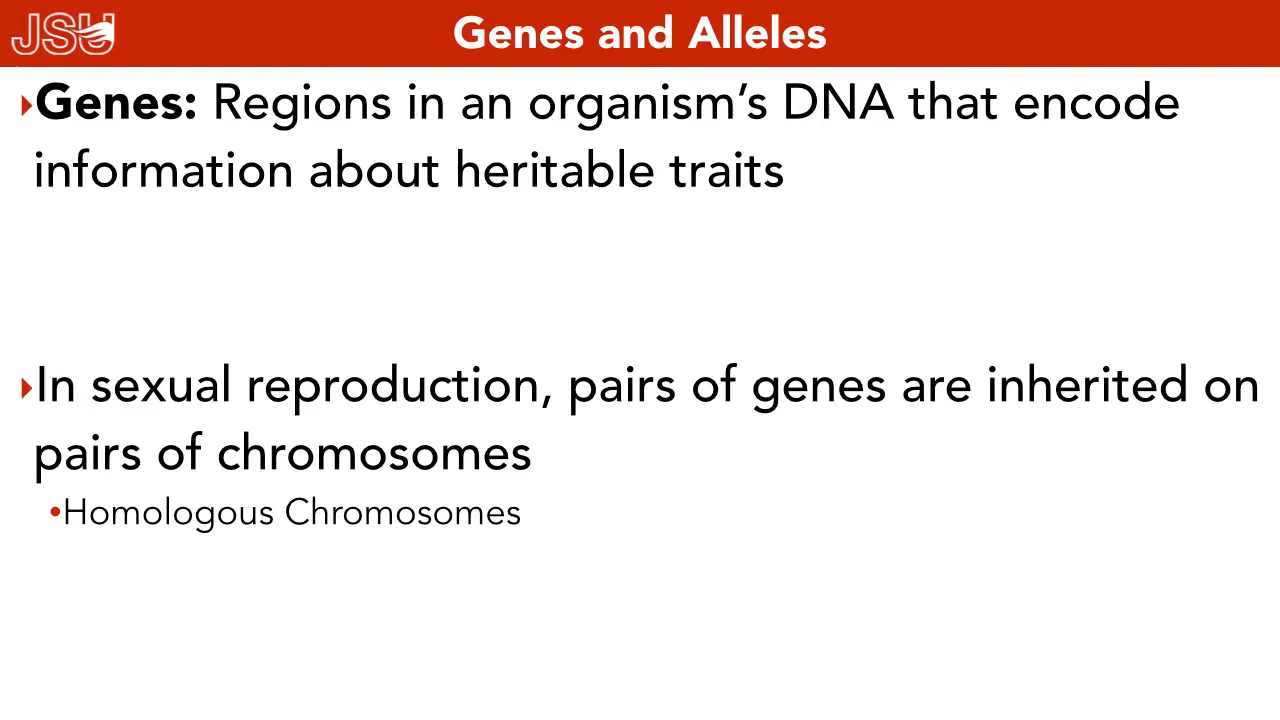 JSU
Genes and Alleles
‣Genes: Regions in an organism’s DNA that encode
information about heritable traits
‣In sexual reproduction, pairs of genes are inherited on
pairs of chromosomes
•Homologous Chromosomes